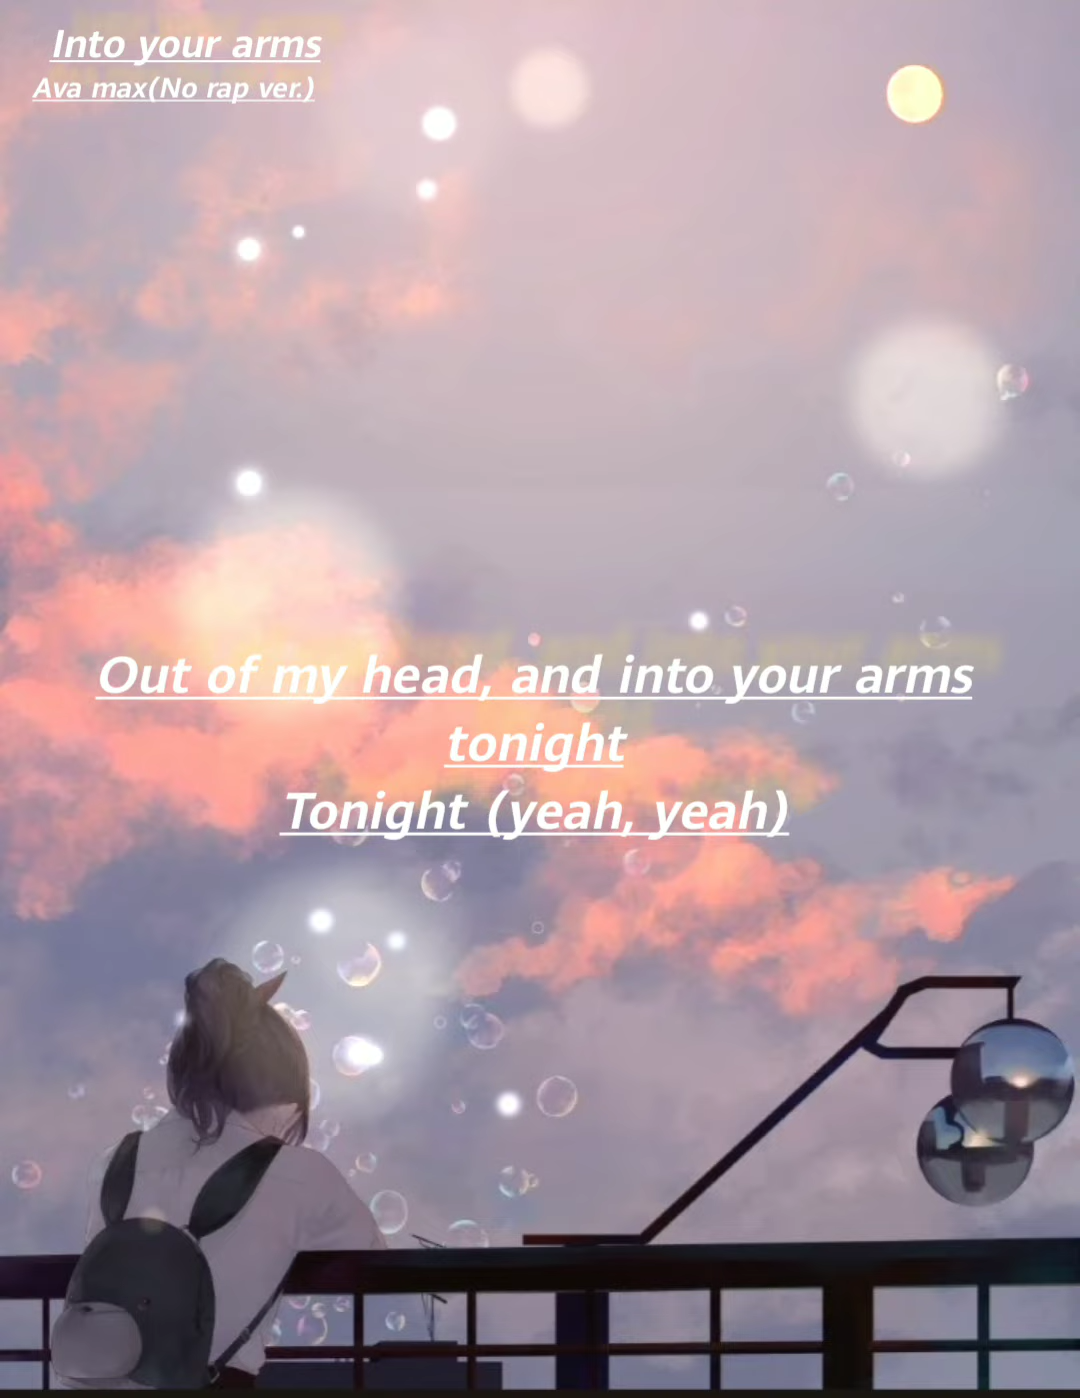 Into your arms
Ava max(No rap ver.)
Out of my head, and into your arms
tonight
Tonight (yeah, yeah)